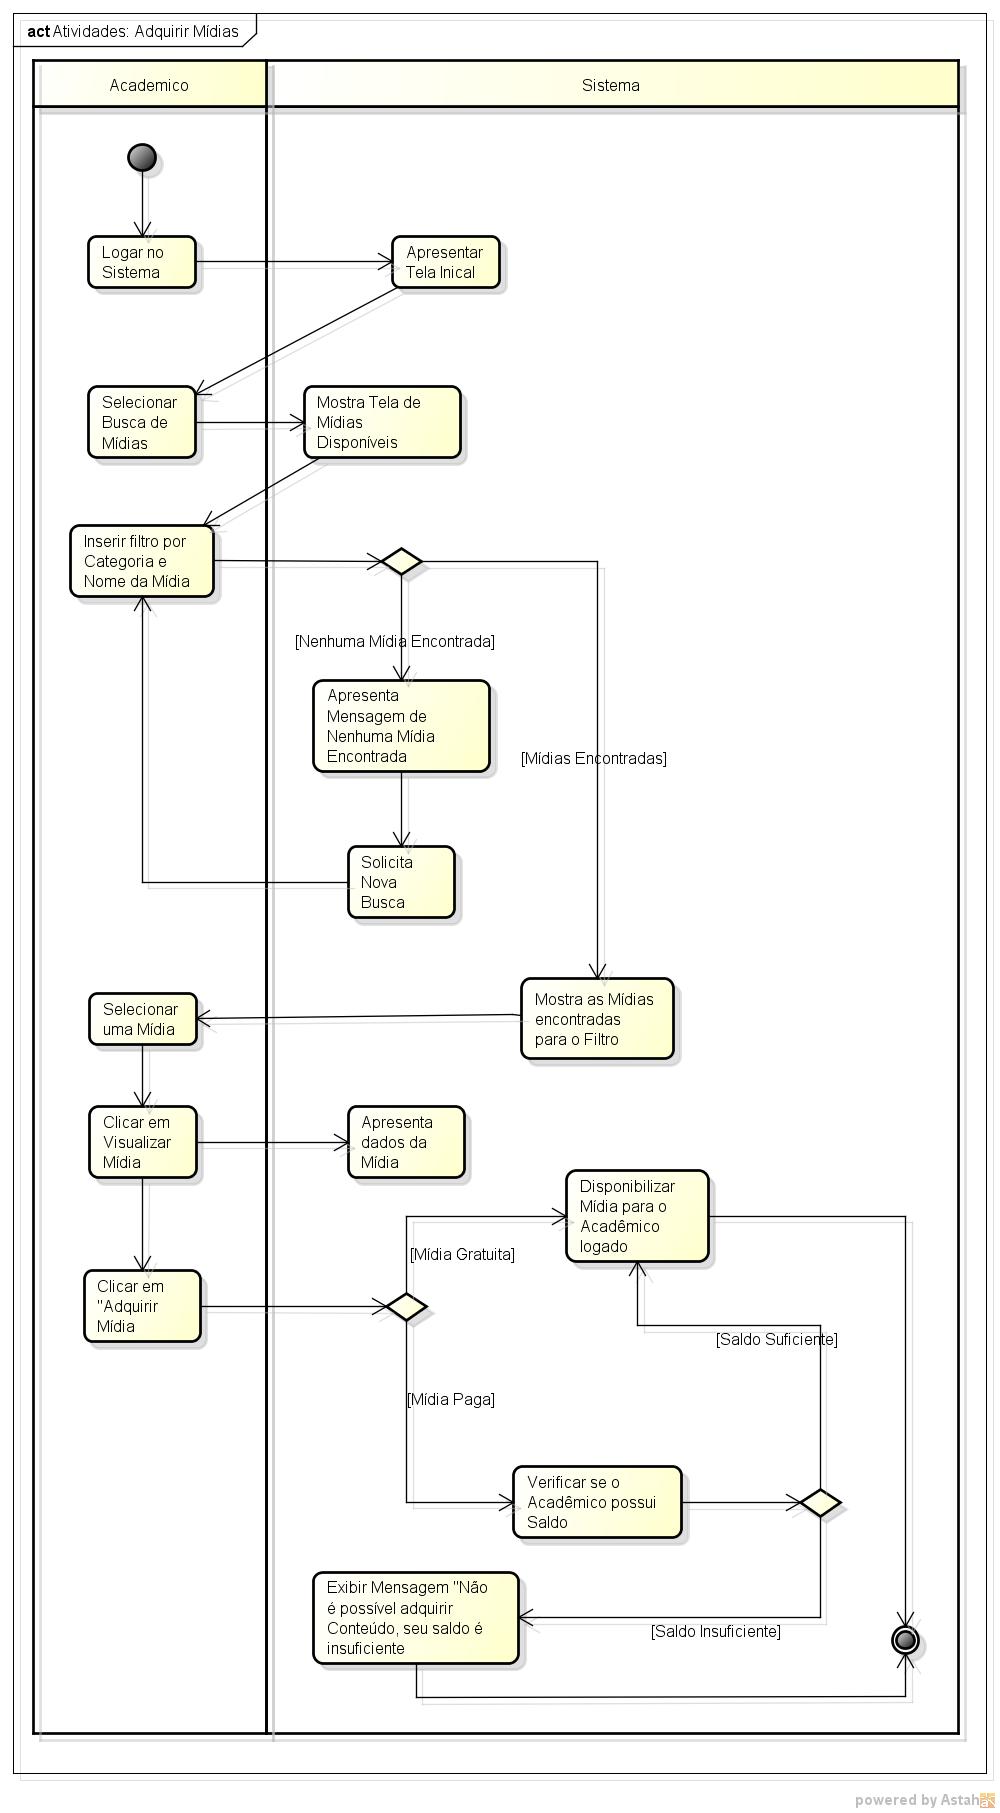 act Atividades: Adquirir Mídias
Academico
Sistema
Logar no
Sistema
Apresentar
Tela Inical
Selecionar
Busca de
Mídias
Mostra Tela de
Mídias
Disponíveis
Inserir filtro por
Categoria e
Nome da Mídia
[Nenhuma Mídia Encontrada]
Apresenta
Mensagem de
Nenhuma Mídia
Encontrada
[Mídias Encontradas]
Solicita
Nova
Busca
Selecionar
uma Mídia
Mostra as Mídias
encontradas
para o Filtro
Clicar em
Visualizar
Mídia
Apresenta
dados da
Mídia
Disponibilizar
Mídia para o
Acadêmico
logado
[Mídia Gratuita]
Clicar em
"Adquirir
Mídia
[Saldo Suficiente]
[Mídia Paga]
Verificar se o
Acadêmico possui
Saldo
Exibir Mensagem "Não
é possível adquirir
Conteúdo, seu saldo é
insuficiente
[Saldo Insuficiente]
powered by Astah